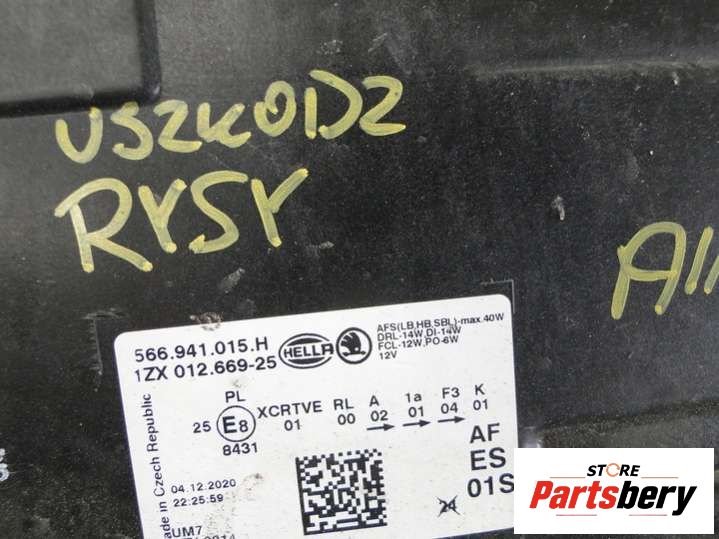 USZKODZ
RYSY
566.941.015.H
1ZX 012.669-25
HELLA
AFS(LB,HB,SBL)-max.40W
DRL-14W,DI-14W
FCL-12W,PO-6W
12V
PL
25 E8
8431
XCRTVE RL A 1a F3 K
01 00 02 01 04 01
AF
ES
01S
24
in Czech Republic
04.12.2020
22:25:59
UM7
STORE
Partsbery